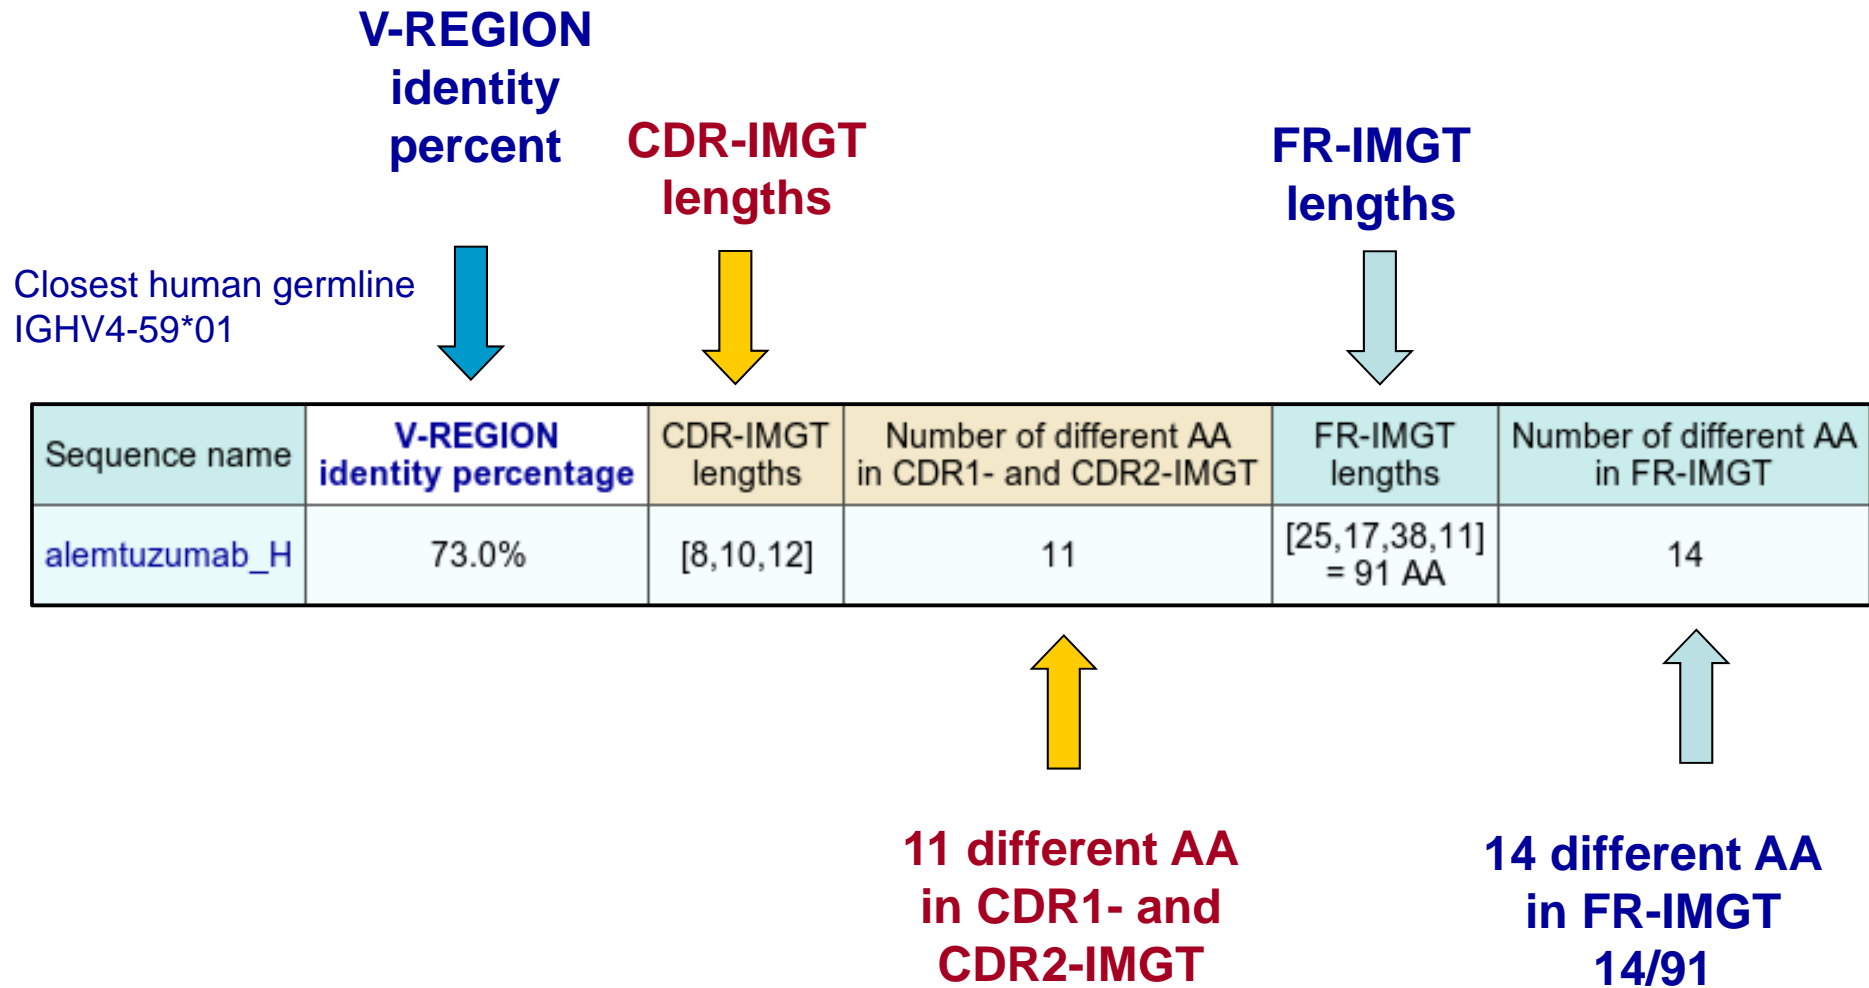 V-REGION
identity
percent
CDR-IMGT
lengths
FR-IMGT
lengths
Closest human germline
IGHV4-59*01
Sequence name
V-REGION
identity percentage
CDR-IMGT
lengths
Number of different AA
in CDR1- and CDR2-IMGT
FR-IMGT
lengths
Number of different AA
in FR-IMGT
alemtuzumab_H
73.0%
[8,10,12]
11
[25,17,38,11]
= 91 AA
14
11 different AA
in CDR1- and
CDR2-IMGT
14 different AA
in FR-IMGT
14/91